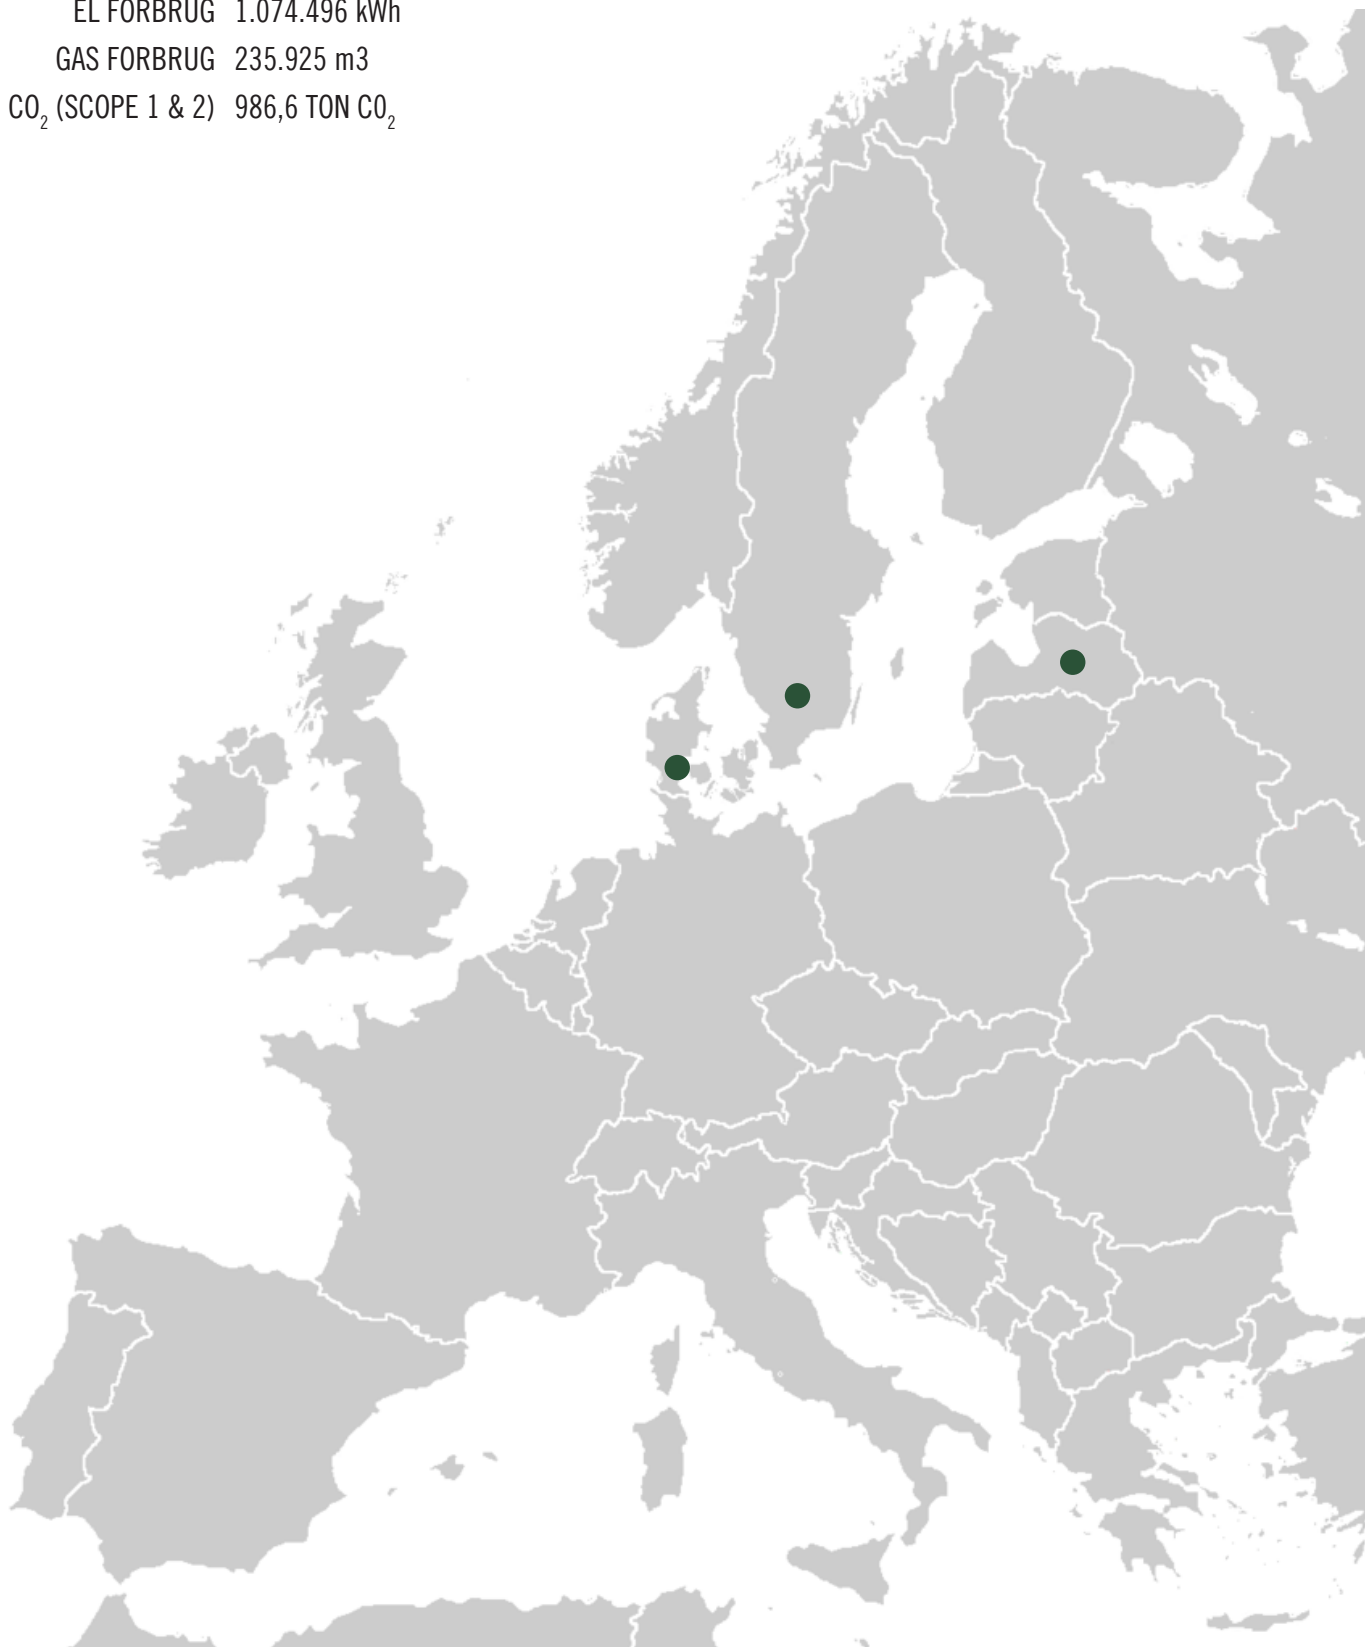 EL FORBRUG 1.074.496 kWh
GAS FORBRUG 235.925 m3
CO₂ (SCOPE 1 & 2) 986,6 TON CO₂